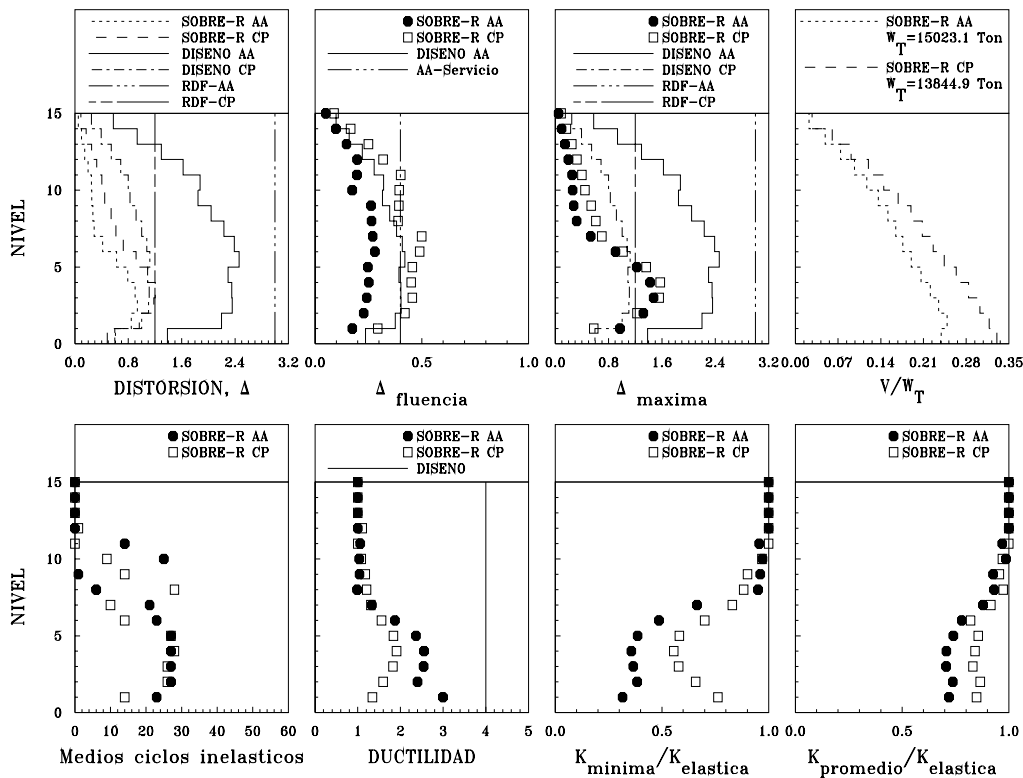 SOBRE-R AA
SOBRE-R CP
DISENO AA
DISENO CP
RDF-AA
RDF-CP
NIVEL
15
10
5
0
0.0 0.8 1.6 2.4 3.2
DISTORSION, Δ
SOBRE-R AA
SOBRE-R CP
DISENO AA
AA-Servicio
0.0 0.5 1.0
Δ fluencia
SOBRE-R AA
SOBRE-R CP
DISENO AA
DISENO CP
RDF-AA
RDF-CP
0.0 0.8 1.6 2.4 3.2
Δ maxima
SOBRE-R AA
W_T=15023.1 Ton
SOBRE-R CP
W_T=13844.9 Ton
0.00 0.07 0.14 0.21 0.28 0.35
V/W_T
SOBRE-R AA
SOBRE-R CP
NIVEL
15
10
5
0
0 10 20 30 40 50 60
Medios ciclos inelasticos
SOBRE-R AA
SOBRE-R CP
DISENO
0 1 2 3 4 5
DUCTILIDAD
SOBRE-R AA
SOBRE-R CP
0.0 0.5 1.0
K_minima/K_elastica
SOBRE-R AA
SOBRE-R CP
0.0 0.5 1.0
K_promedio/K_elastica